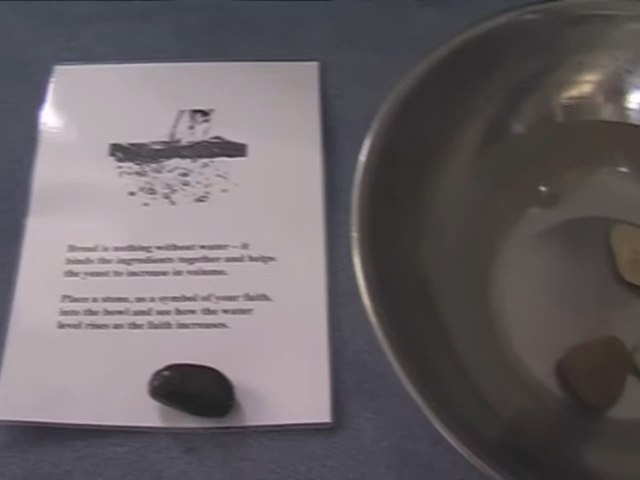 Bread is nothing without water – it
binds the ingredients together and helps
the yeast to increase in volume.
Place a stone, as a symbol of your faith,
into the bowl and see how the water
level rises as the faith increases.